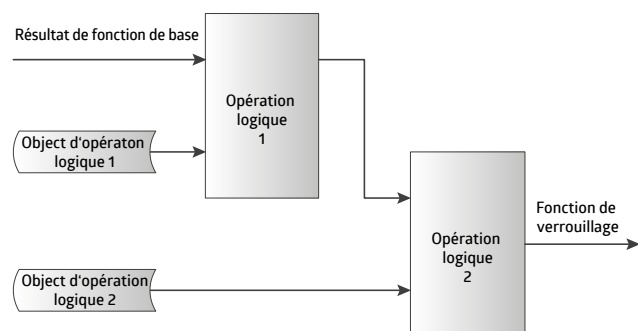 Résultat de fonction de base
Opération
logique
1
Object d'opératon
logique 1
Fonction de
verrouillage
Opération
logique
2
Object d'opération
logique 2